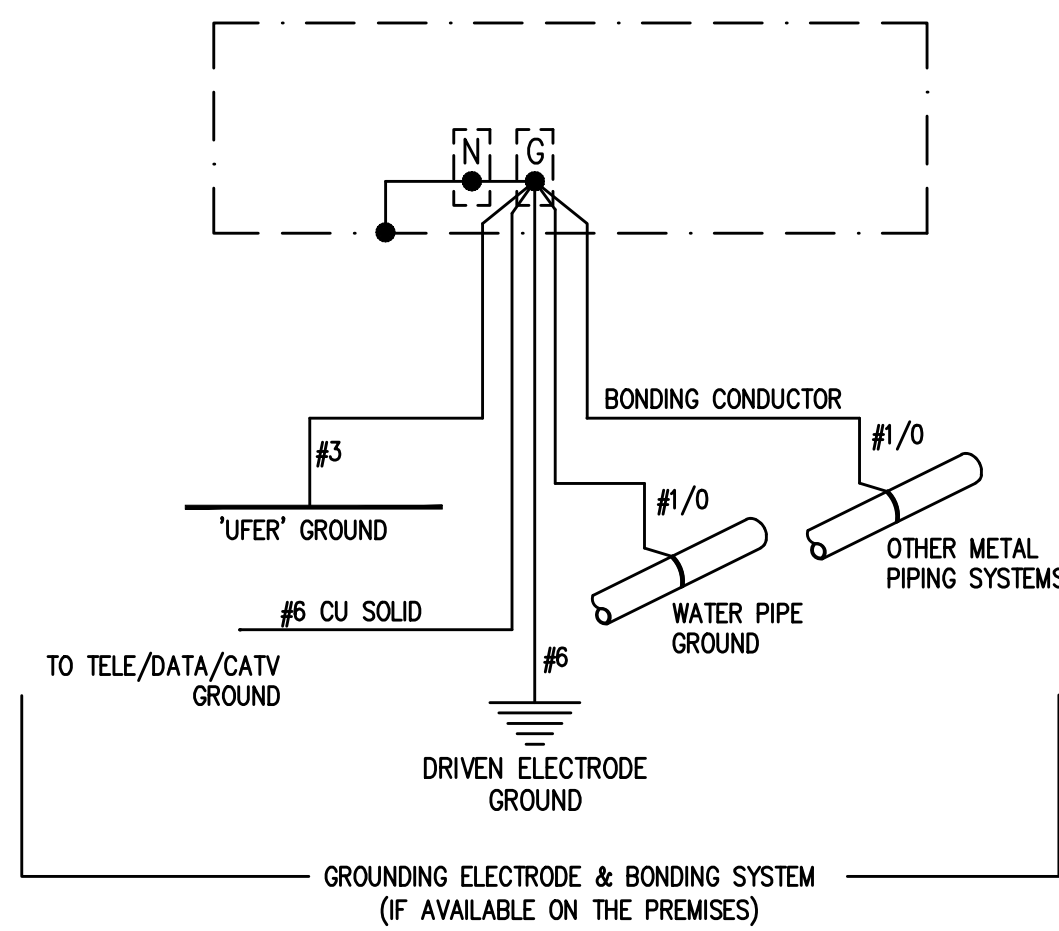 N G
BONDING CONDUCTOR
#1/0
#3
#1/0
'UFER' GROUND
OTHER METAL
PIPING SYSTEMS
#6 CU SOLID
WATER PIPE
GROUND
#6
TO TELE/DATA/CATV
GROUND
DRIVEN ELECTRODE
GROUND
GROUNDING ELECTRODE & BONDING SYSTEM
(IF AVAILABLE ON THE PREMISES)